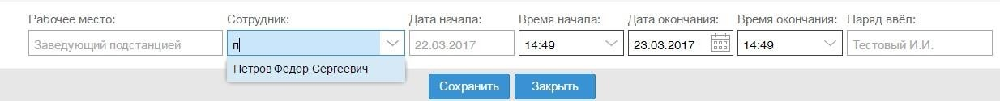 Рабочее место: Сотрудник: Дата начала: Время начала: Дата окончания: Время окончания: Наряд ввёл:
Заведующий подстанцией п 22.03.2017 14:49 23.03.2017 14:49 Тестовый И.И.
Петров Федор Сергеевич
Сохранить Закрыть